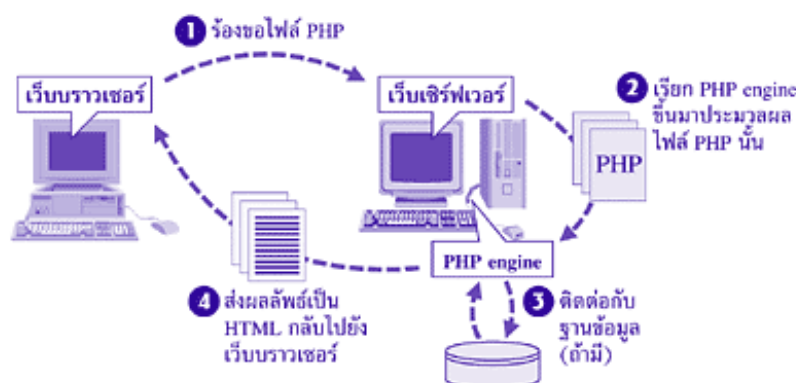 1 ร้องขอไฟล์ PHP
เว็บบราวเซอร์
เว็บเซิร์ฟเวอร์
2 เรียก PHP engine
ขึ้นมาประมวลผล
ไฟล์ PHP นั้น
PHP
PHP engine
3 ติดต่อกับ
ฐานข้อมูล
(ถ้ามี)
4 ส่งผลลัพธ์เป็น
HTML กลับไปยัง
เว็บบราวเซอร์